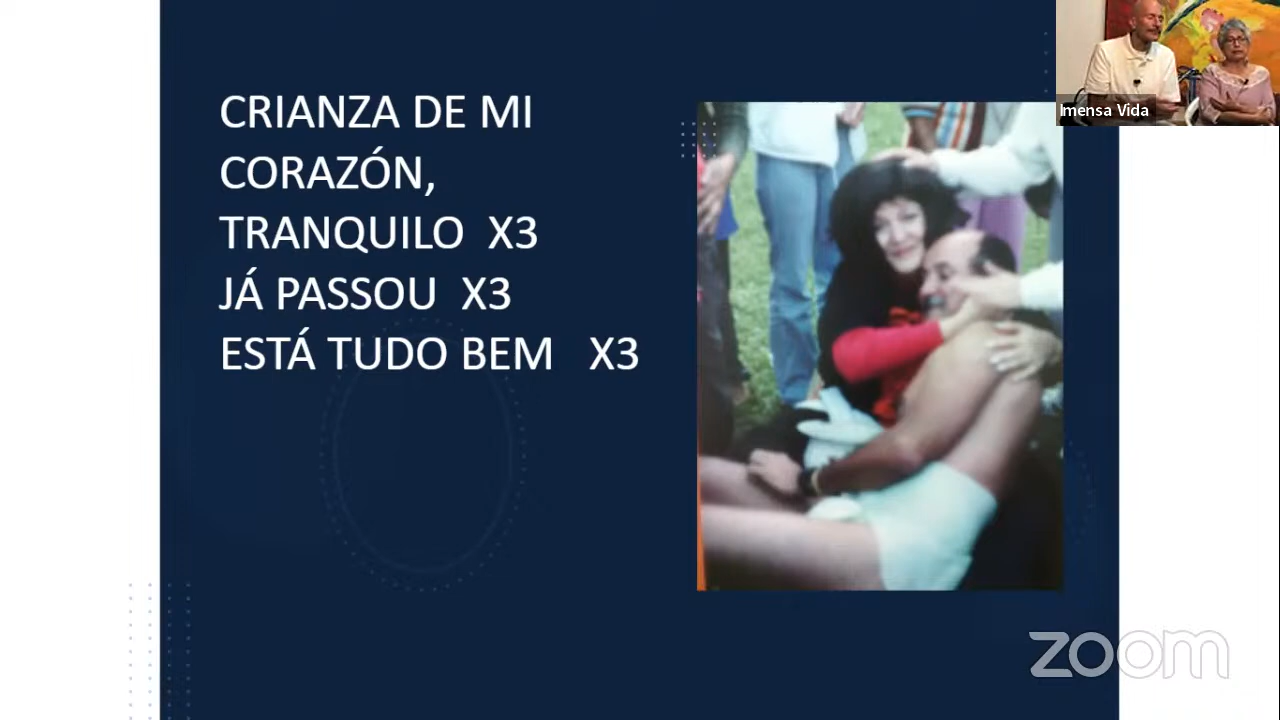 CRIANZA DE MI
CORAZÓN,
TRANQUILO X3
JÁ PASSOU X3
ESTÁ TUDO BEM X3
Imensa Vida
zoom